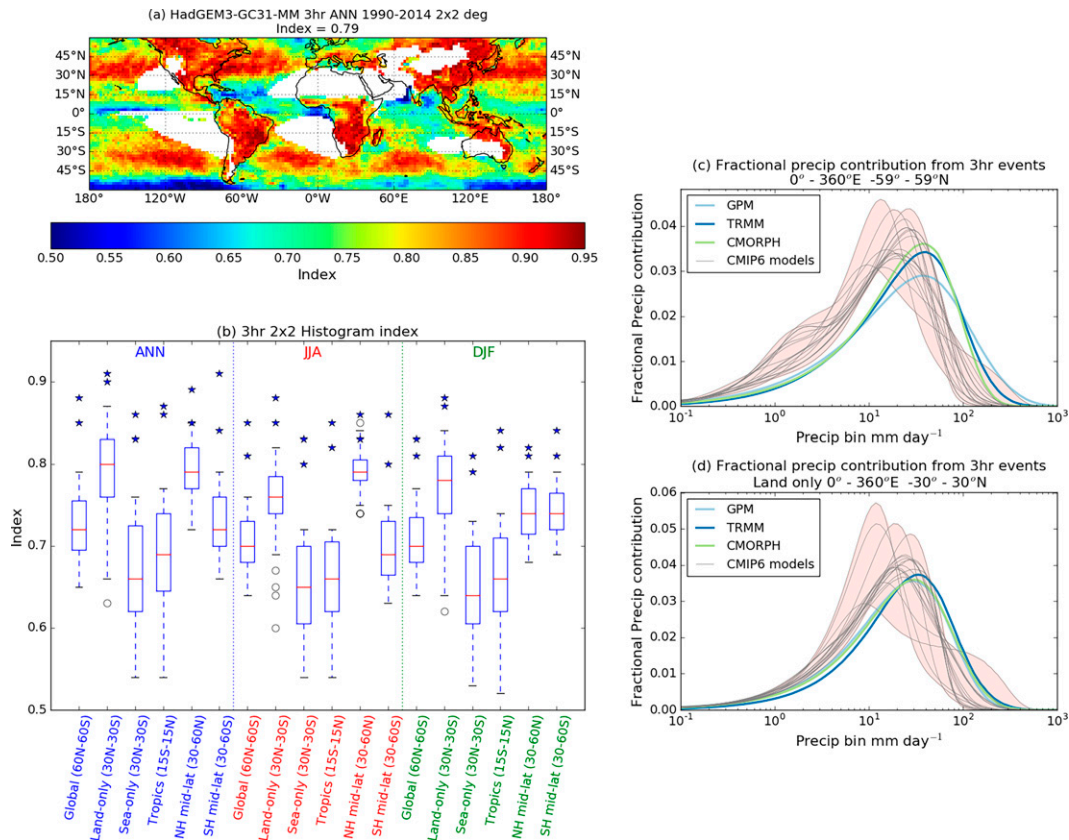 (a) HadGEM3-GC31-MM 3hr ANN 1990-2014 2x2 deg
Index = 0.79
45°N 45°N
30°N 30°N
15°N 15°N
0° 0°
15°S 15°S
30°S 30°S
45°S 45°S
180° 120°W 60°W 0°W 60°E 120°E 180°
0.50 0.55 0.60 0.65 0.70 0.75 0.80 0.85 0.90 0.95
Index
(b) 3hr 2x2 Histogram index
ANN JJA DJF
0.9
0.8
0.7
0.6
0.5
Index
Global (60N-60S)
Land-only (30N-30S)
Sea-only (30N-30S)
Tropics (15S-15N)
NH mid-lat (30-60N)
SH mid-lat (30-60S)
Global (60N-60S)
Land-only (30N-30S)
Sea-only (30N-30S)
Tropics (15S-15N)
NH mid-lat (30-60N)
SH mid-lat (30-60S)
Global (60N-60S)
Land-only (30N-30S)
Sea-only (30N-30S)
Tropics (15S-15N)
NH mid-lat (30-60N)
SH mid-lat (30-60S)
(c) Fractional precip contribution from 3hr events
0° - 360°E -59° - 59°N
GPM
TRMM
CMORPH
CMIP6 models
Fractional Precip contribution
0.04
0.03
0.02
0.01
0.00
10⁻¹ 10⁰ 10¹ 10² 10³
Precip bin mm day⁻¹
(d) Fractional precip contribution from 3hr events
Land only 0° - 360°E -30° - 30°N
GPM
TRMM
CMORPH
CMIP6 models
Fractional Precip contribution
0.06
0.05
0.04
0.03
0.02
0.01
0.00
10⁻¹ 10⁰ 10¹ 10² 10³
Precip bin mm day⁻¹